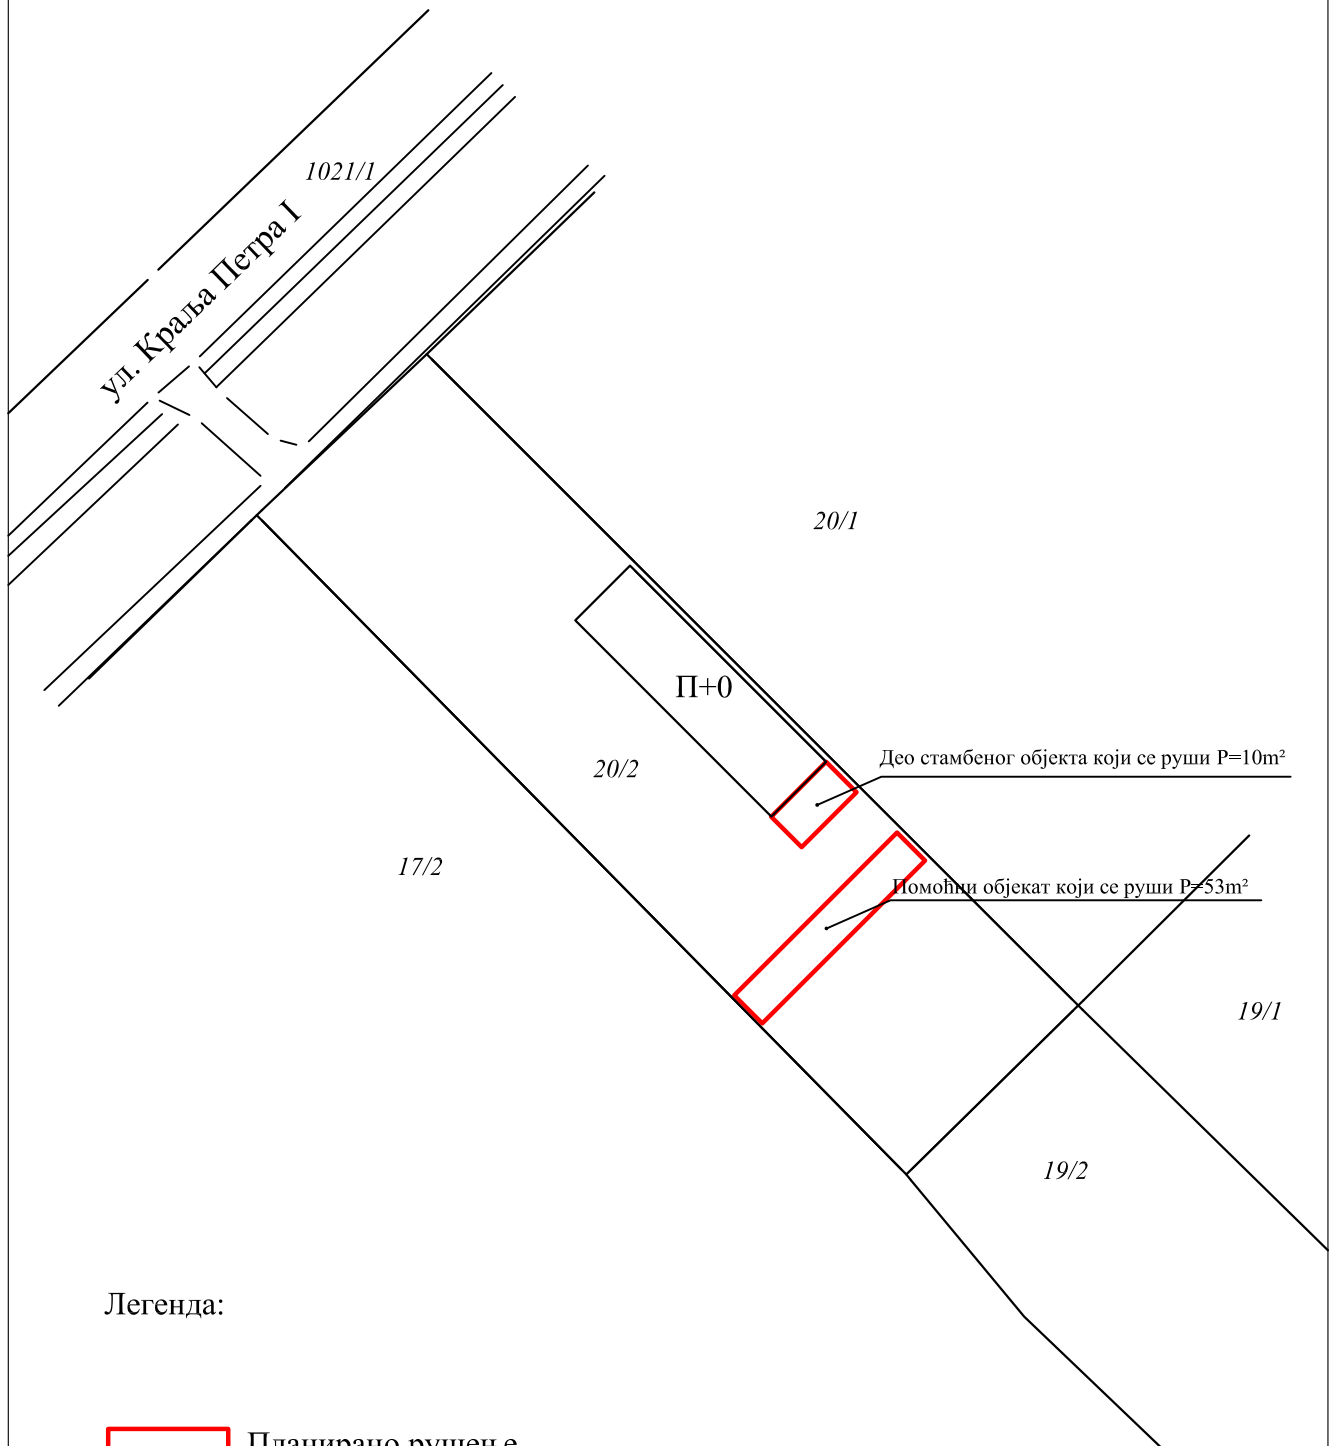 1021/1
ул. Краља Петра I
20/1
П+0
Део стамбеног објекта који се руши P=10m²
20/2
17/2
Помоћни објекат који се руши P=53m²
19/1
19/2
Легенда:
Планирано рушење